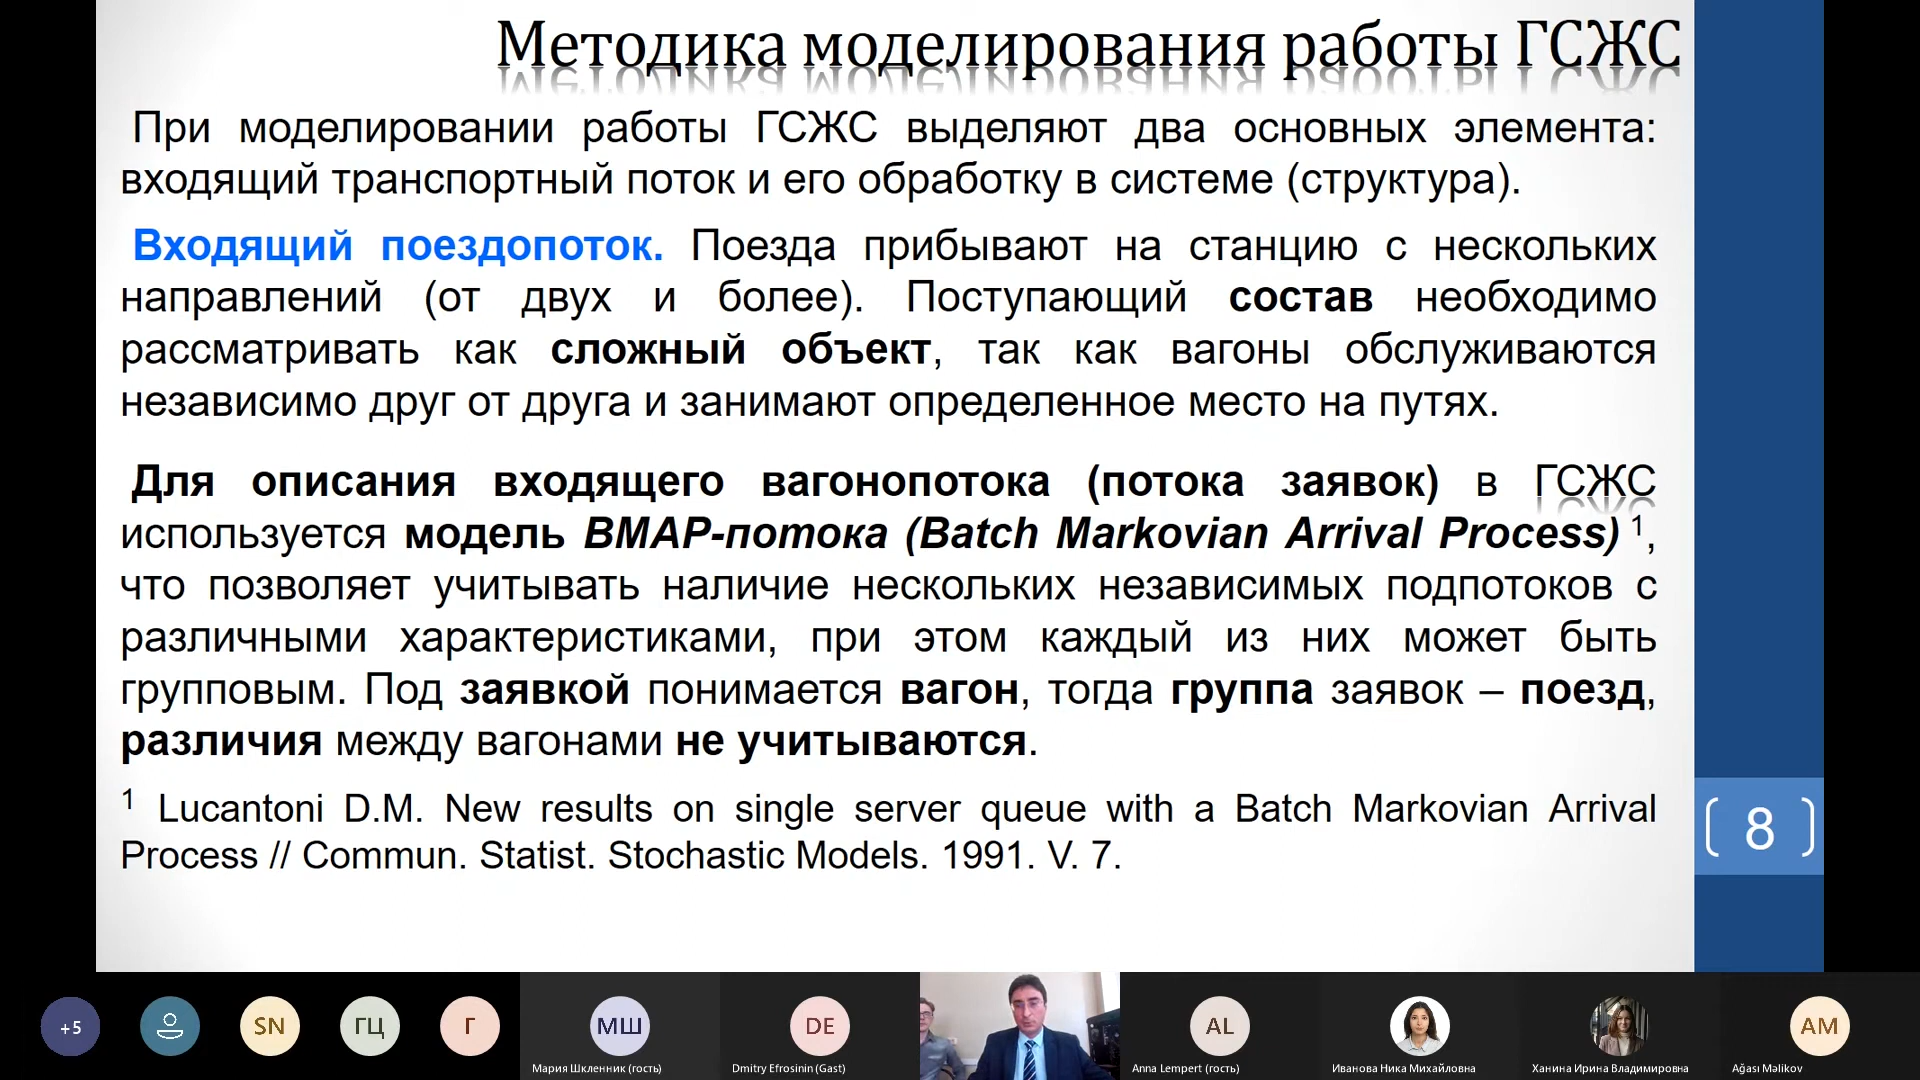 Методика моделирования работы ГСЖС
При моделировании работы ГСЖС выделяют два основных элемента:
входящий транспортный поток и его обработку в системе (структура).
Входящий поездопоток. Поезда прибывают на станцию с нескольких
направлений (от двух и более). Поступающий состав необходимо
рассматривать как сложный объект, так как вагоны обслуживаются
независимо друг от друга и занимают определенное место на путях.
Для описания входящего вагонопотока (потока заявок) в ГСЖС
используется модель BMAP-потока (Batch Markovian Arrival Process) 1,
что позволяет учитывать наличие нескольких независимых подпотоков с
различными характеристиками, при этом каждый из них может быть
групповым. Под заявкой понимается вагон, тогда группа заявок – поезд,
различия между вагонами не учитываются.
1 Lucantoni D.M. New results on single server queue with a Batch Markovian Arrival
Process // Commun. Statist. Stochastic Models. 1991. V. 7.
8
+5
SN
ГЦ
Г
МШ
Мария Шкленник (гость)
DE
Dmitry Efrosinin (Gast)
AL
Anna Lempert (гость)
Иванова Ника Михайловна
Ханина Ирина Владимировна
AM
Ağası Məlikov